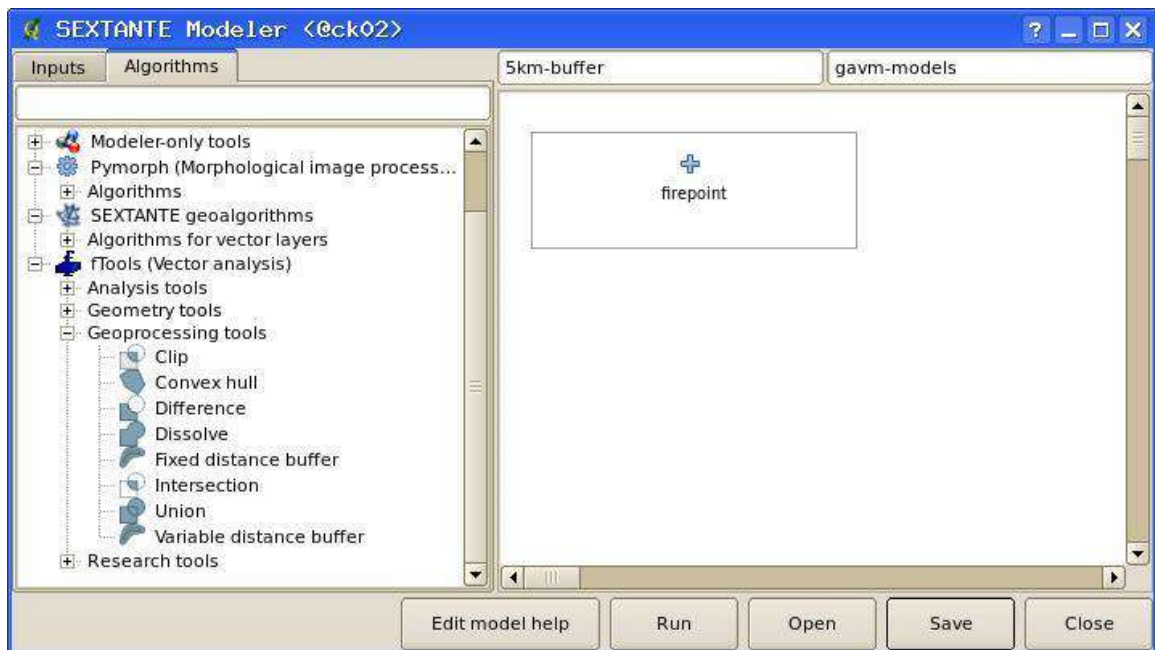 SEXTANTE Modeler <@ck02>
Inputs
Algorithms
5km-buffer
gavm-models
Modeler-only tools
Pymorph (Morphological image process...
Algorithms
SEXTANTE geoalgorithms
Algorithms for vector layers
fTools (Vector analysis)
Analysis tools
Geometry tools
Geoprocessing tools
Clip
Convex hull
Difference
Dissolve
Fixed distance buffer
Intersection
Union
Variable distance buffer
Research tools
firepoint
Edit model help
Run
Open
Save
Close